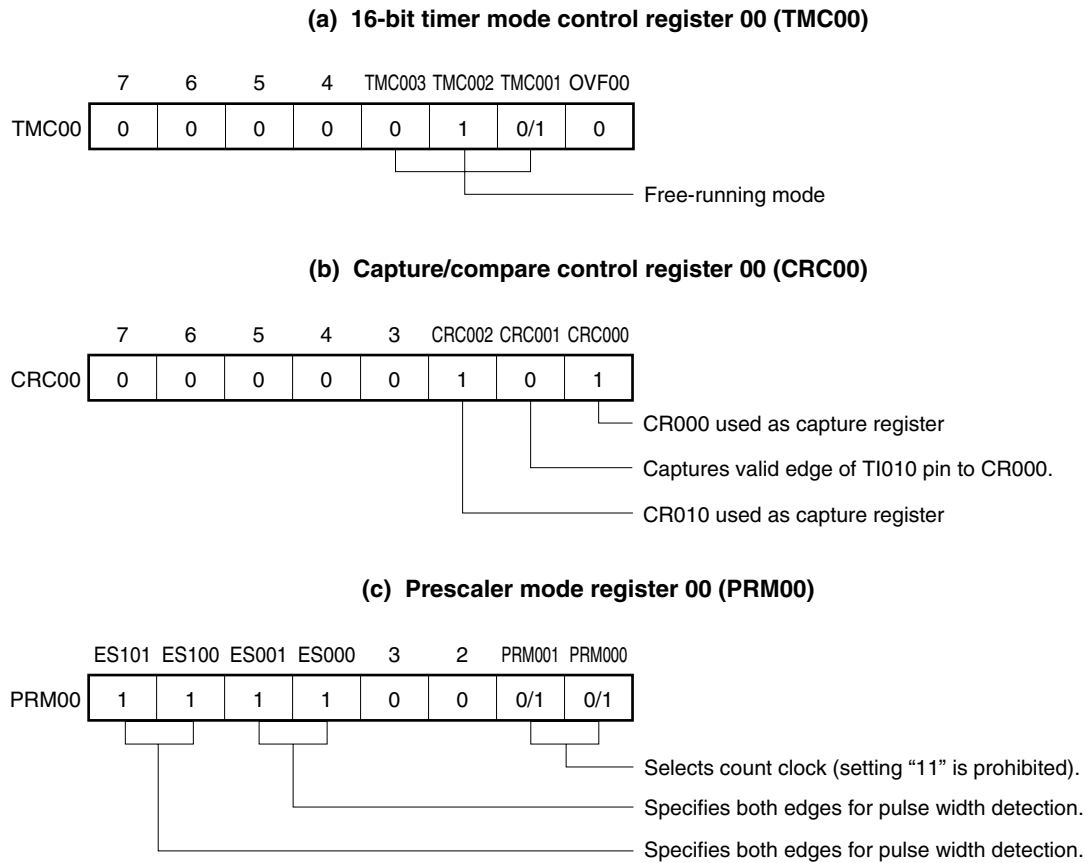 (a) 16-bit timer mode control register 00 (TMC00)
7 6 5 4 TMC003 TMC002 TMC001 OVF00
TMC00 0 0 0 0 0 1 0/1 0
Free-running mode
(b) Capture/compare control register 00 (CRC00)
7 6 5 4 3 CRC002 CRC001 CRC000
CRC00 0 0 0 0 0 1 0 1
CR000 used as capture register
Captures valid edge of TI010 pin to CR000.
CR010 used as capture register
(c) Prescaler mode register 00 (PRM00)
ES101 ES100 ES001 ES000 3 2 PRM001 PRM000
PRM00 1 1 1 1 0 0 0/1 0/1
Selects count clock (setting “11” is prohibited).
Specifies both edges for pulse width detection.
Specifies both edges for pulse width detection.